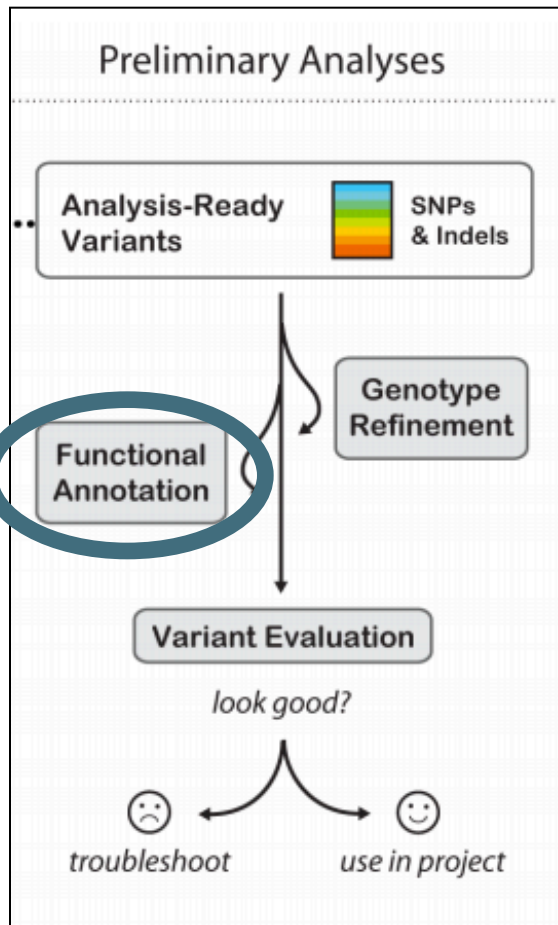 Preliminary Analyses
Analysis-Ready
Variants
SNPs
& Indels
Genotype
Refinement
Functional
Annotation
Variant Evaluation
look good?
troubleshoot
use in project